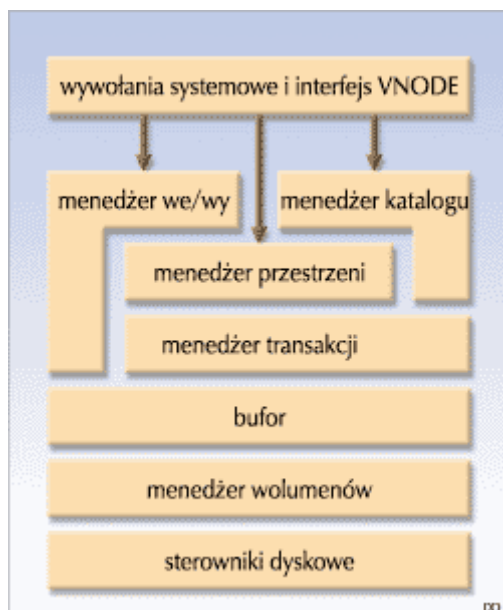 wywołania systemowe i interfejs VNODE
menedżer we/wy
menedżer katalogu
menedżer przestrzeni
menedżer transakcji
bufor
menedżer wolumenów
sterowniki dyskowe